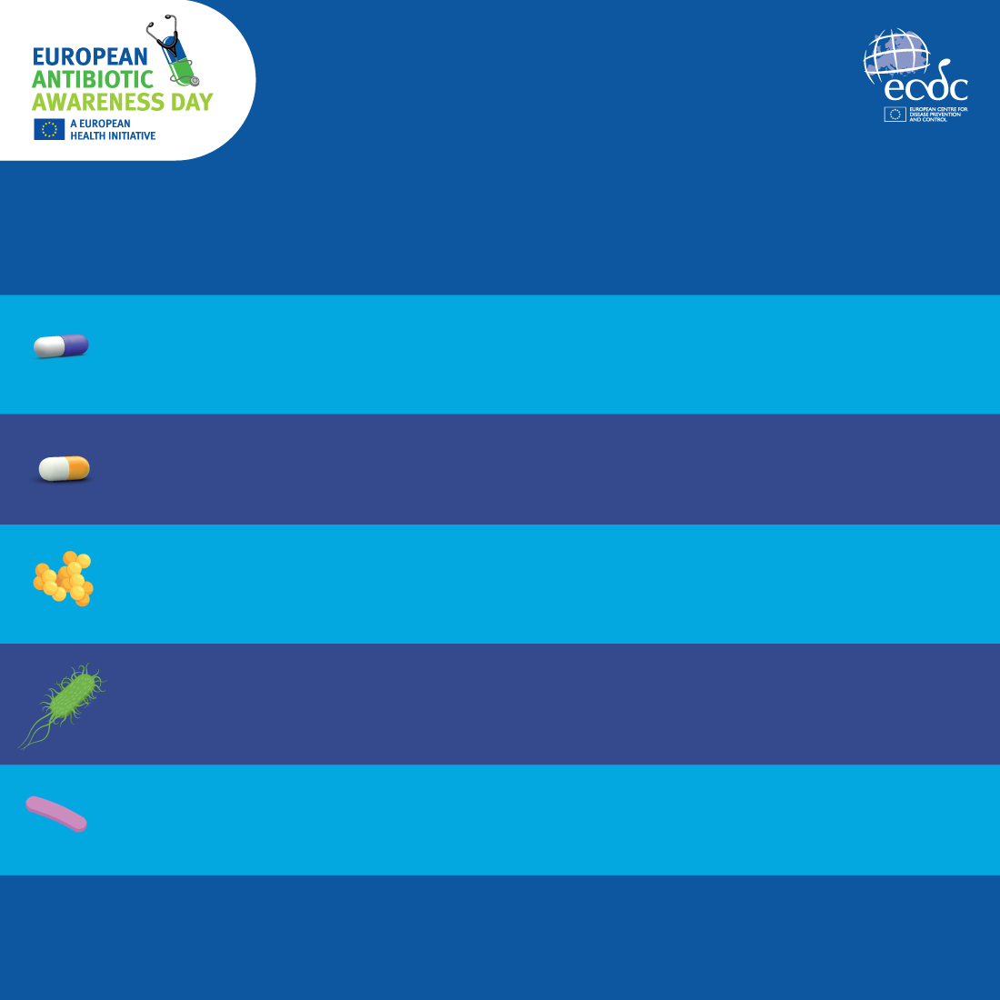 EUROPEAN
ANTIBIOTIC
AWARENESS DAY
A EUROPEAN
HEALTH INITIATIVE
ecdc
EUROPEAN CENTRE FOR
DISEASE PREVENTION
AND CONTROL